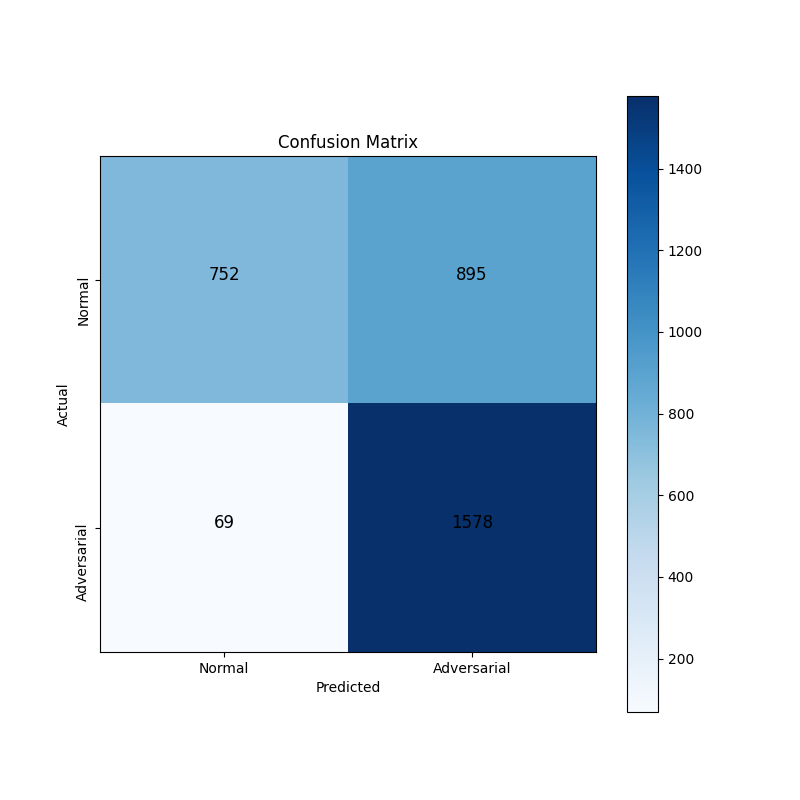 Confusion Matrix
752
895
69
1578
Normal
Adversarial
Actual
Normal
Adversarial
Predicted
1400
1200
1000
800
600
400
200